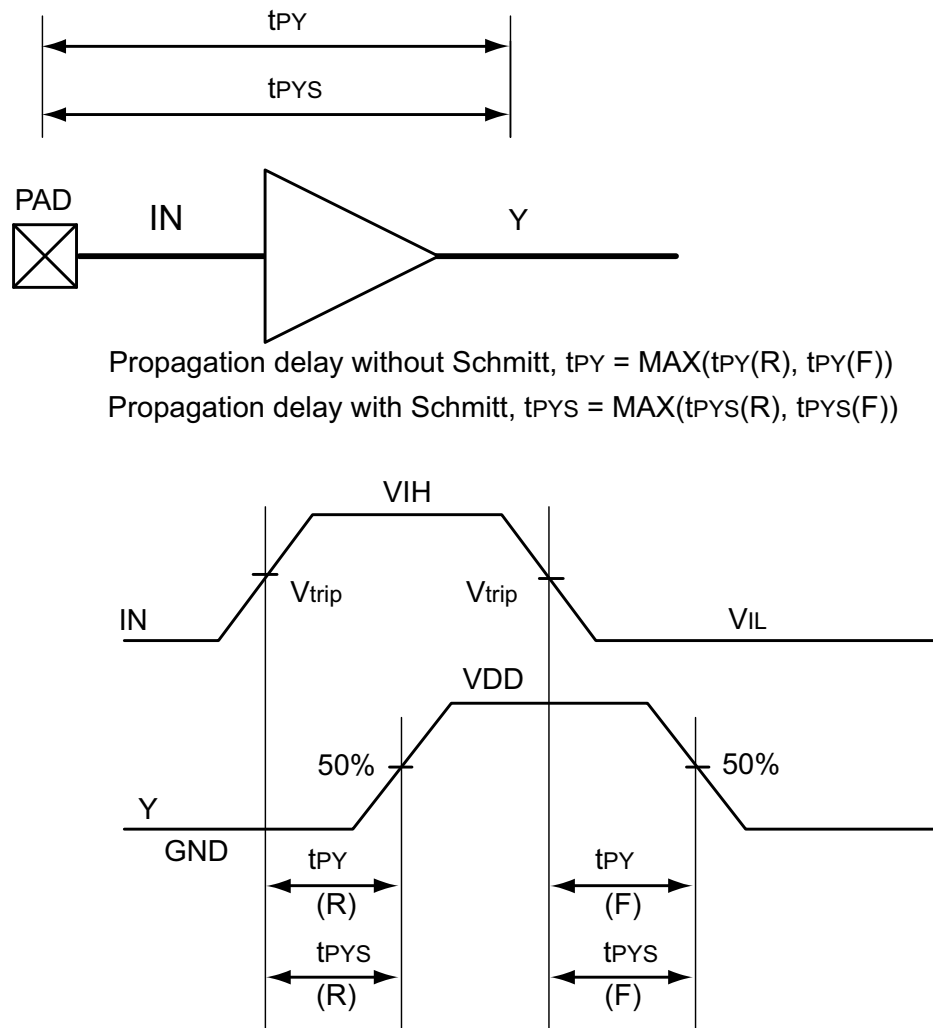 tPY
tPYS
PAD
IN
Y
Propagation delay without Schmitt, tPY = MAX(tPY(R), tPY(F))
Propagation delay with Schmitt, tPYS = MAX(tPYS(R), tPYS(F))
VIH
Vtrip
Vtrip
IN
VIL
VDD
50%
50%
Y
GND
tPY
(R)
tPY
(F)
tPYS
(R)
tPYS
(F)